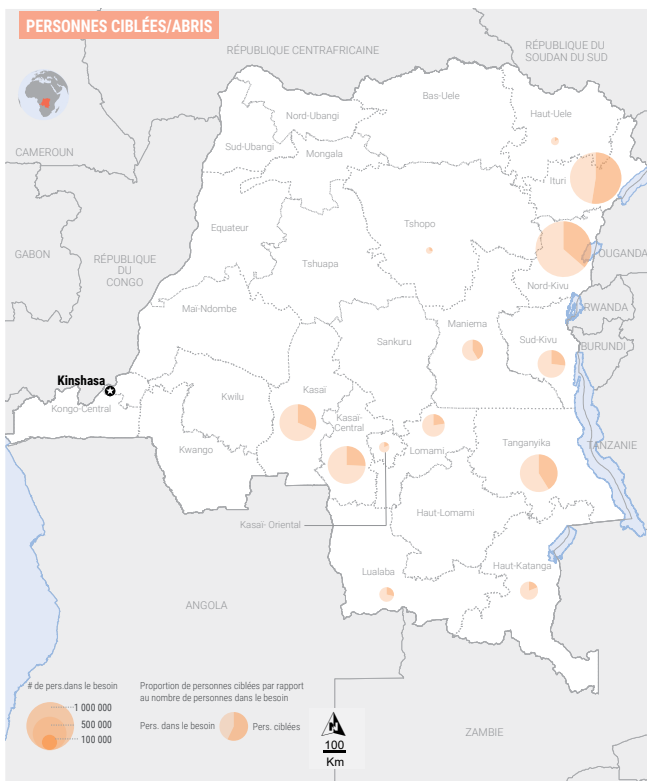 PERSONNES CIBLÉES/ABRIS
RÉPUBLIQUE CENTRAFRICAINE
RÉPUBLIQUE DU
SOUDAN DU SUD
Bas-Uele
Haut-Uele
Nord-Ubangi
CAMEROUN
Sud-Ubangi
Mongala
Ituri
Equateur
Tshopo
GABON
RÉPUBLIQUE
DU
CONGO
Tshuapa
OUGANDA
Nord-Kivu
Maï-Ndombe
RWANDA
Maniema
Sankuru
Sud-Kivu
BURUNDI
Kinshasa
Kongo-Central
Kwilu
Kasaï
Kasaï-
Central
Kwango
Lomami
Tanganyika
TANZANIE
Haut-Lomami
Kasaï- Oriental
Lualaba
Haut-Katanga
ANGOLA
# de pers.dans le besoin
1 000 000
500 000
100 000
Proportion de personnes ciblées par rapport
au nombre de personnes dans le besoin
Pers. dans le besoin
Pers. ciblées
N
100
Km
ZAMBIE